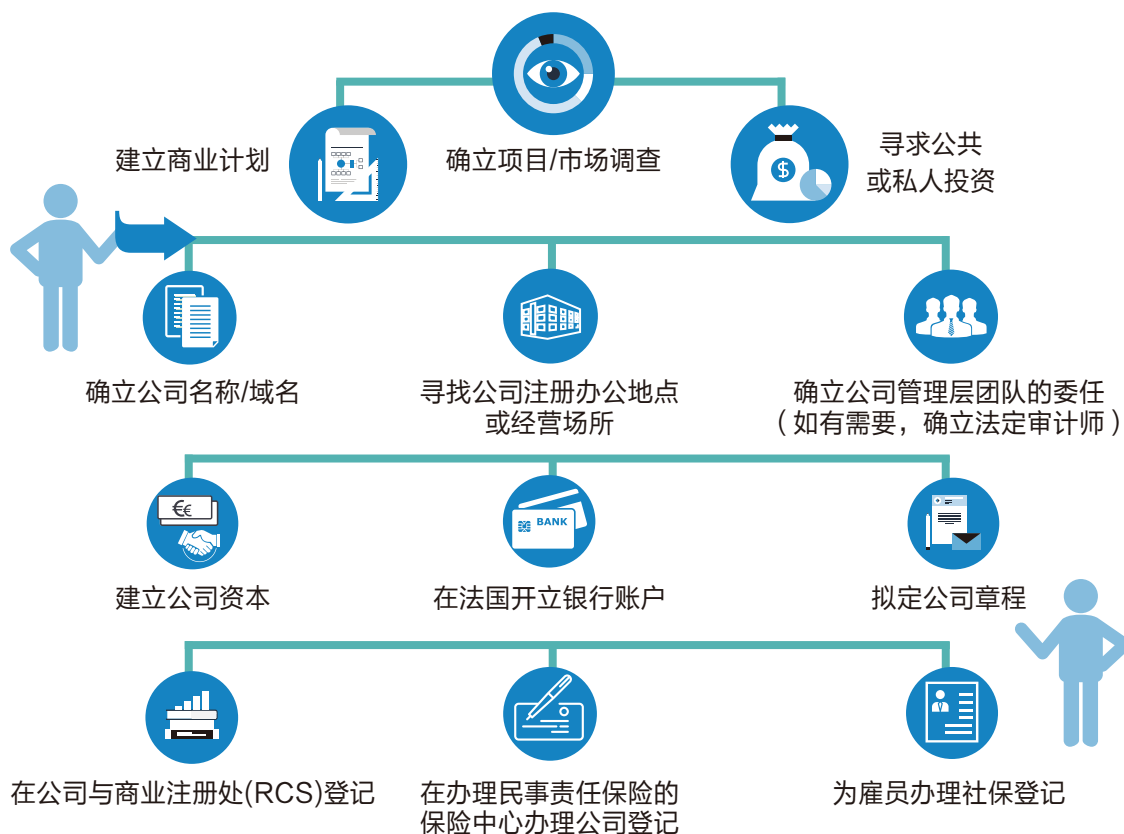 建立商业计划
确立项目/市场调查
寻求公共
或私人投资
$
确立公司名称/域名
寻找公司注册办公地点
或经营场所
确立公司管理层团队的委任
（如有需要，确立法定审计师）
€€
BANK
建立公司资本
在法国开立银行账户
拟定公司章程
在公司与商业注册处(RCS)登记
在办理民事责任保险的
保险中心办理公司登记
为雇员办理社保登记